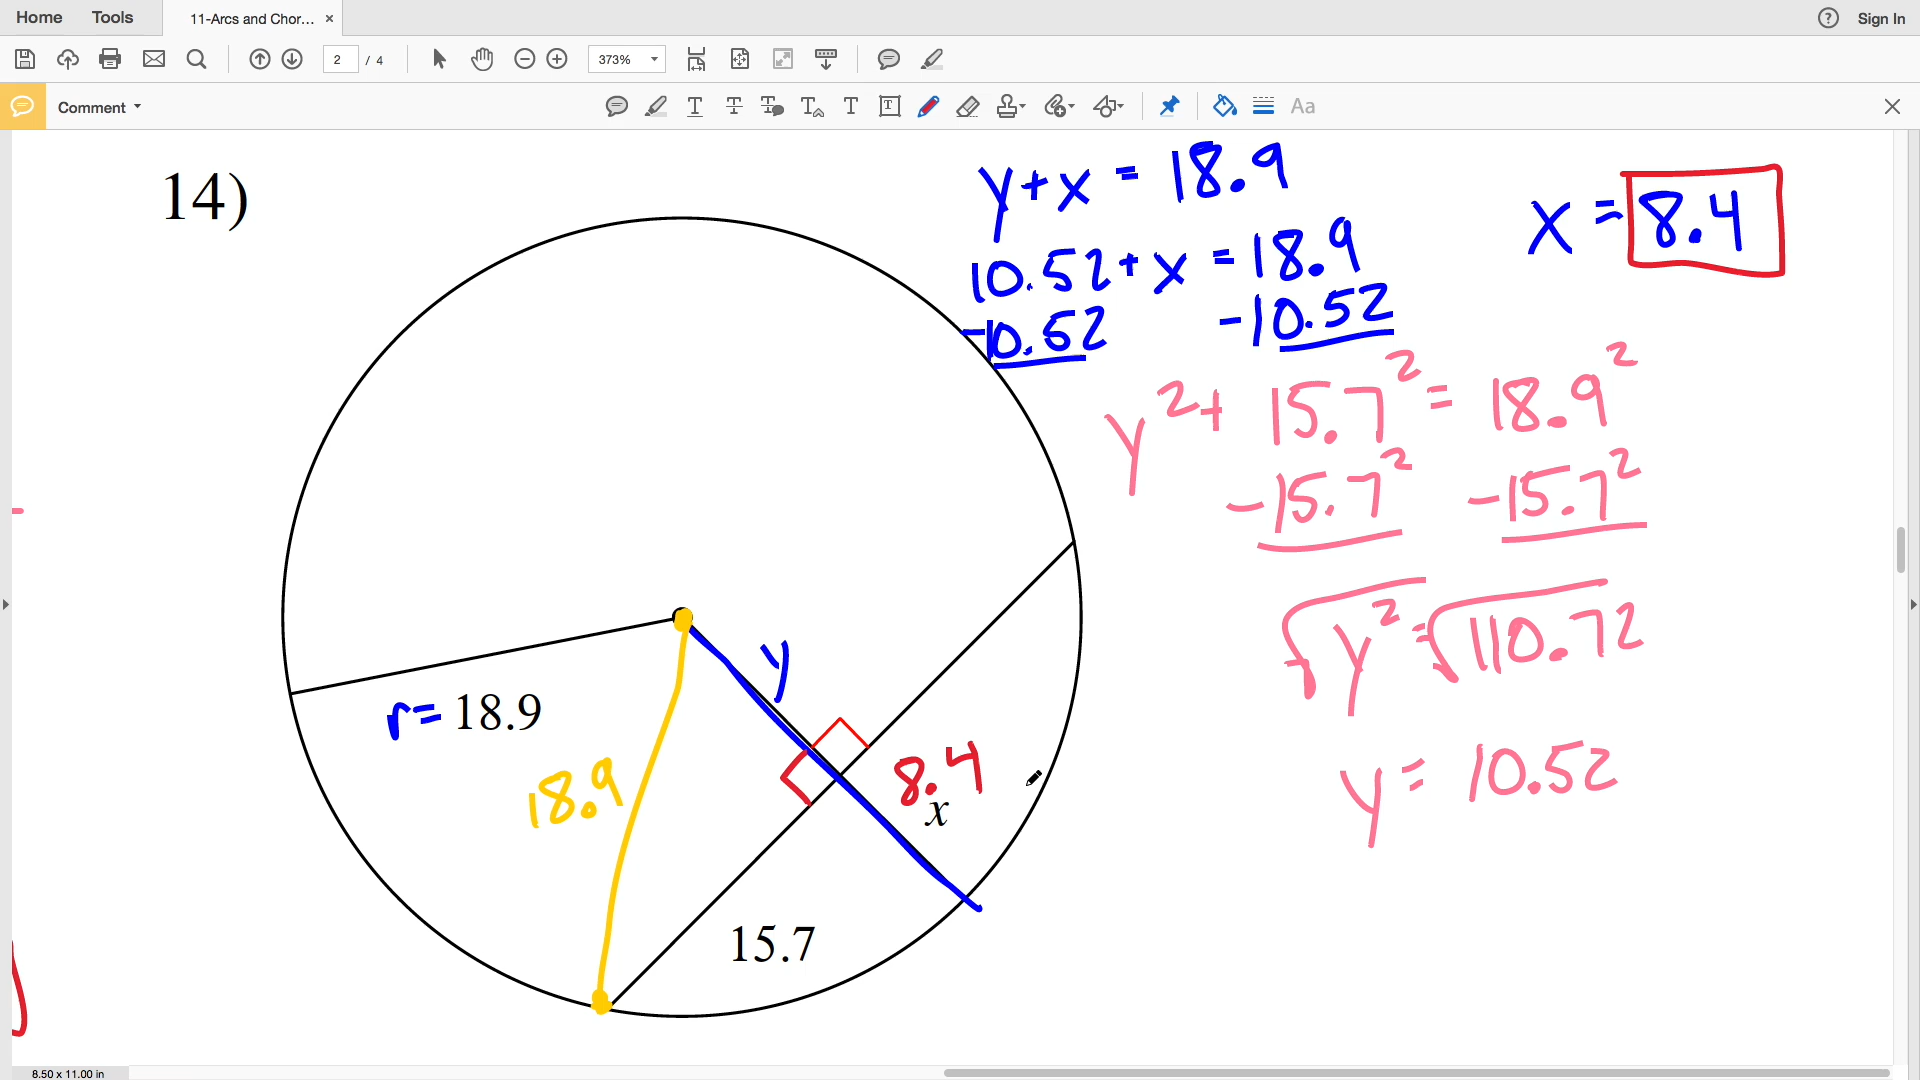 Home Tools 11-Arcs and Chor... × ? Sign In
2 / 4 373%
Comment T T T T T T Aa
14)
y+x = 18.9
10.52+x = 18.9
-10.52 -10.52
x = 8.4
y²+ 15.7² = 18.9²
-15.7² -15.7²
√y² = √110.72
y = 10.52
y
r= 18.9
18.9
8.4
x
15.7
8.50 x 11.00 in